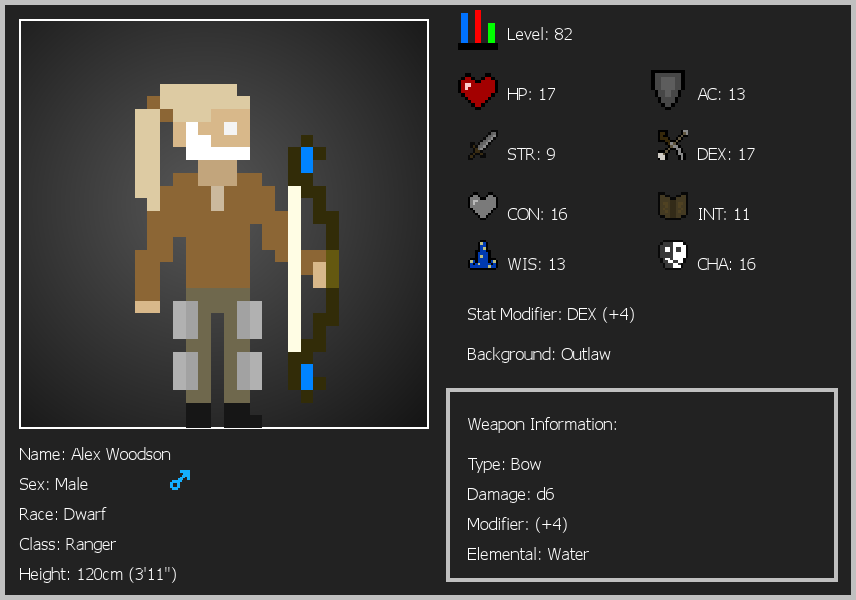 Level: 82
HP: 17
AC: 13
STR: 9
DEX: 17
CON: 16
INT: 11
WIS: 13
CHA: 16
Stat Modifier: DEX (+4)
Background: Outlaw
Weapon Information:
Type: Bow
Damage: d6
Modifier: (+4)
Elemental: Water
Name: Alex Woodson
Sex: Male
Race: Dwarf
Class: Ranger
Height: 120cm (3'11")